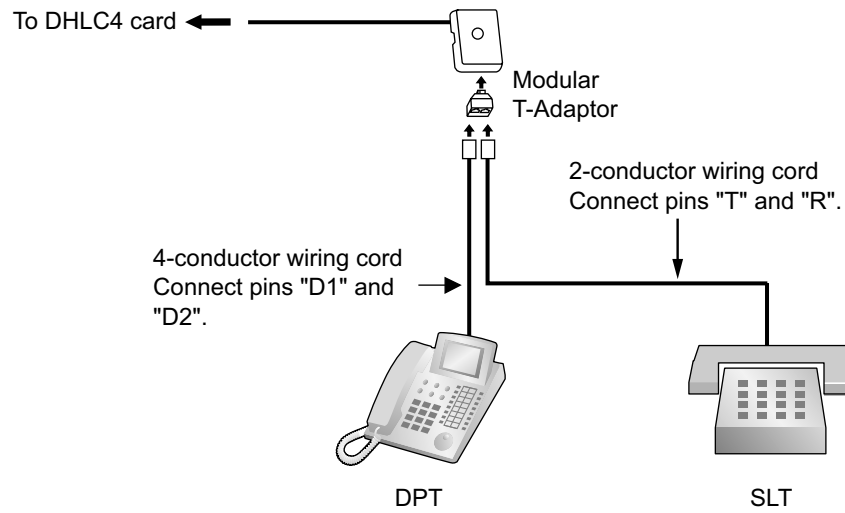 To DHLC4 card
Modular
T-Adaptor
2-conductor wiring cord
Connect pins "T" and "R".
4-conductor wiring cord
Connect pins "D1" and
"D2".
DPT
SLT